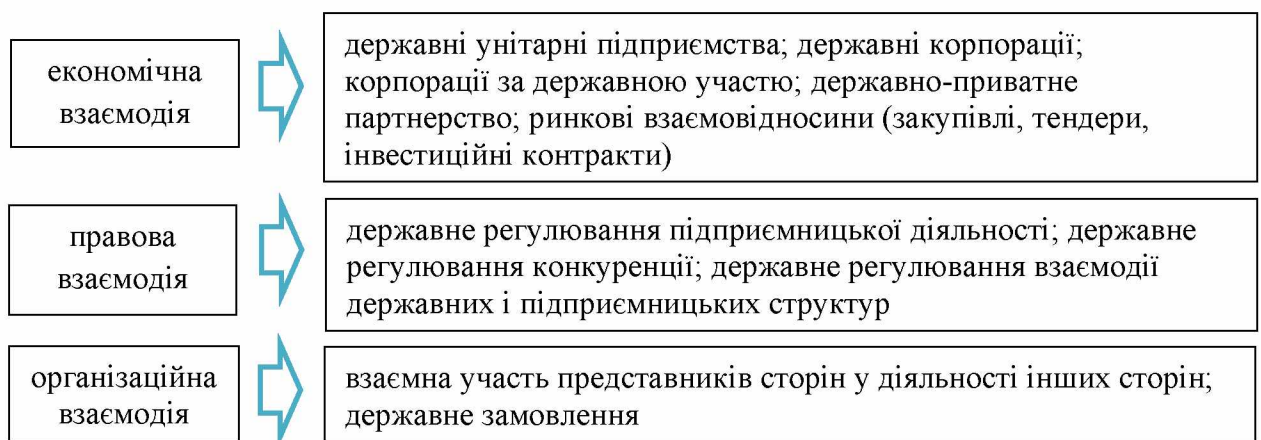 економічна
взаємодія
державні унітарні підприємства; державні корпорації;
корпорації за державною участю; державно-приватне
партнерство; ринкові взаємовідносини (закупівлі, тендери,
інвестиційні контракти)
правова
взаємодія
державне регулювання підприємницької діяльності; державне
регулювання конкуренції; державне регулювання взаємодії
державних і підприємницьких структур
організаційна
взаємодія
взаємна участь представників сторін у діяльності інших сторін;
державне замовлення